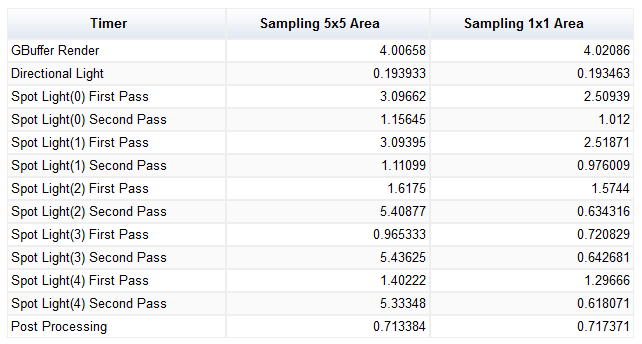 Timer Sampling 5x5 Area Sampling 1x1 Area
GBuffer Render 4.00658 4.02086
Directional Light 0.193933 0.193463
Spot Light(0) First Pass 3.09662 2.50939
Spot Light(0) Second Pass 1.15645 1.012
Spot Light(1) First Pass 3.09395 2.51871
Spot Light(1) Second Pass 1.11099 0.976009
Spot Light(2) First Pass 1.6175 1.5744
Spot Light(2) Second Pass 5.40877 0.634316
Spot Light(3) First Pass 0.965333 0.720829
Spot Light(3) Second Pass 5.43625 0.642681
Spot Light(4) First Pass 1.40222 1.29666
Spot Light(4) Second Pass 5.33348 0.618071
Post Processing 0.713384 0.717371